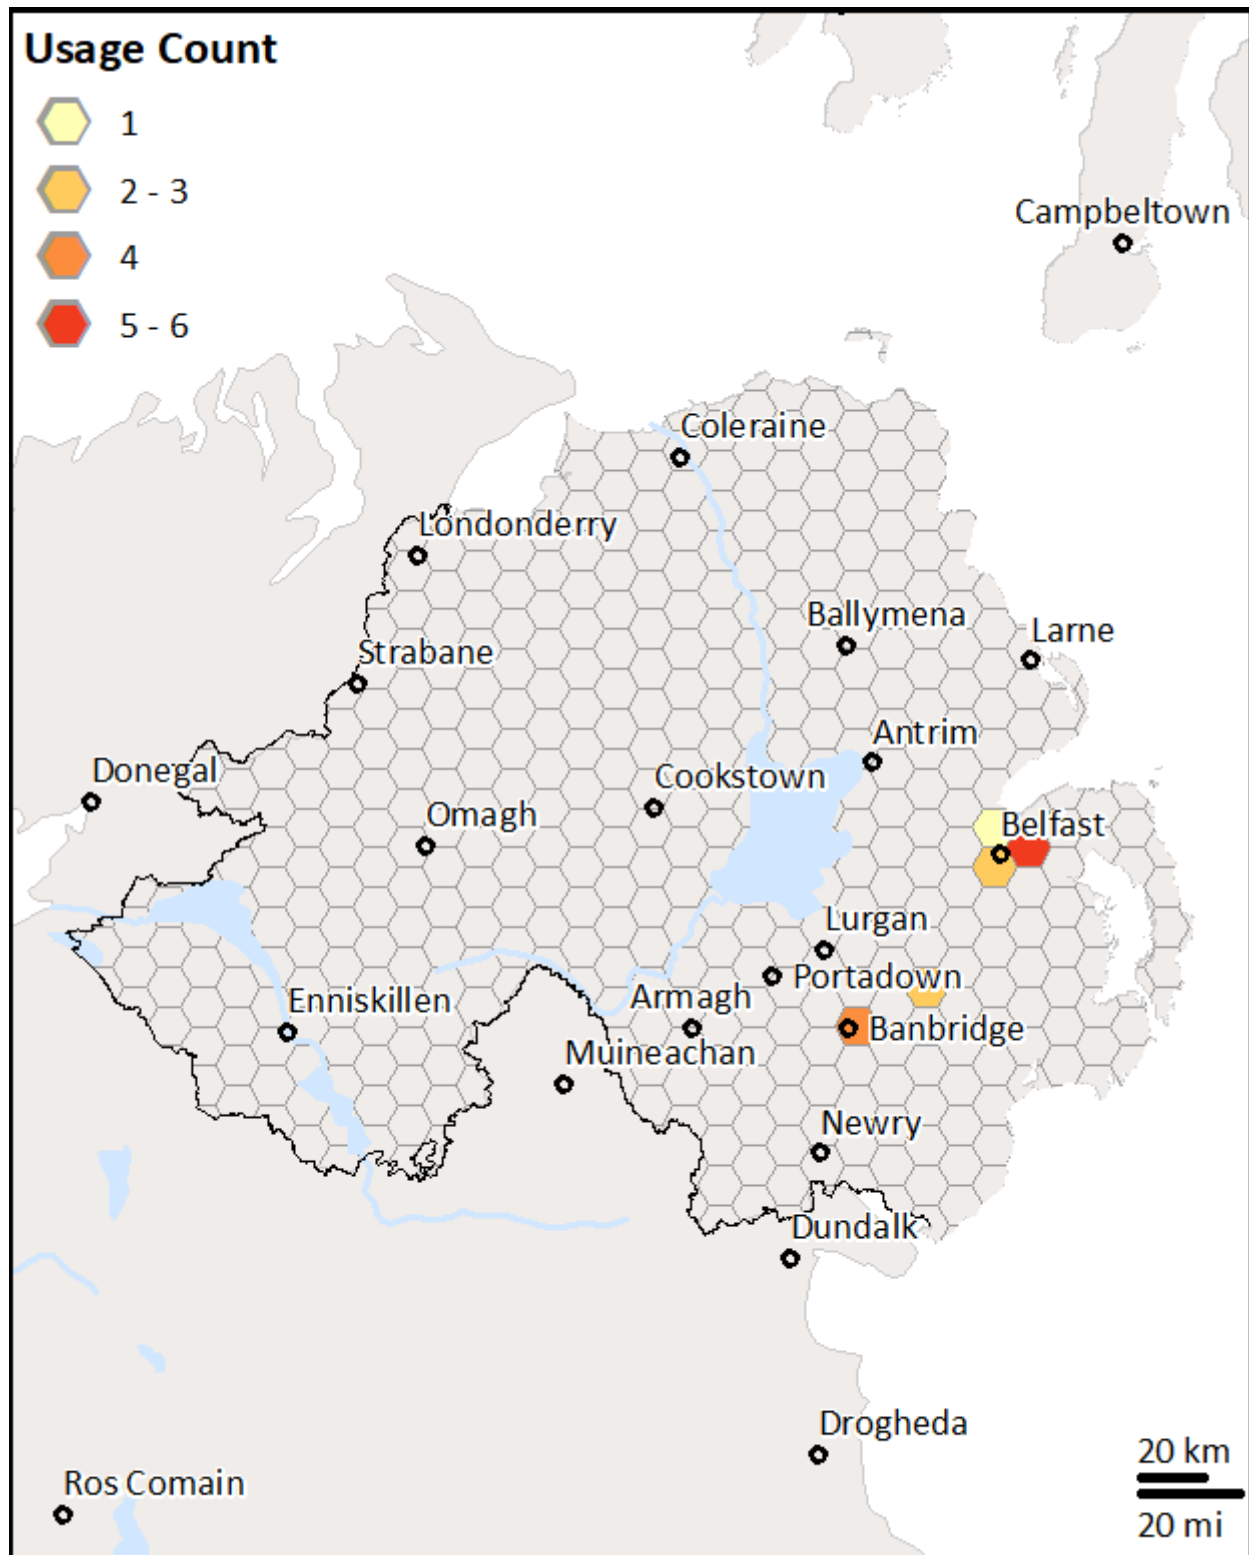 Usage Count
1
2 - 3
4
5 - 6
Campbeltown
Coleraine
Londonderry
Ballymena
Larne
Strabane
Antrim
Donegal
Cookstown
Omagh
Belfast
Lurgan
Portadown
Armagh
Enniskillen
Banbridge
Muineachan
Newry
Dundalk
Drogheda
20 km
Ros Comain
20 mi